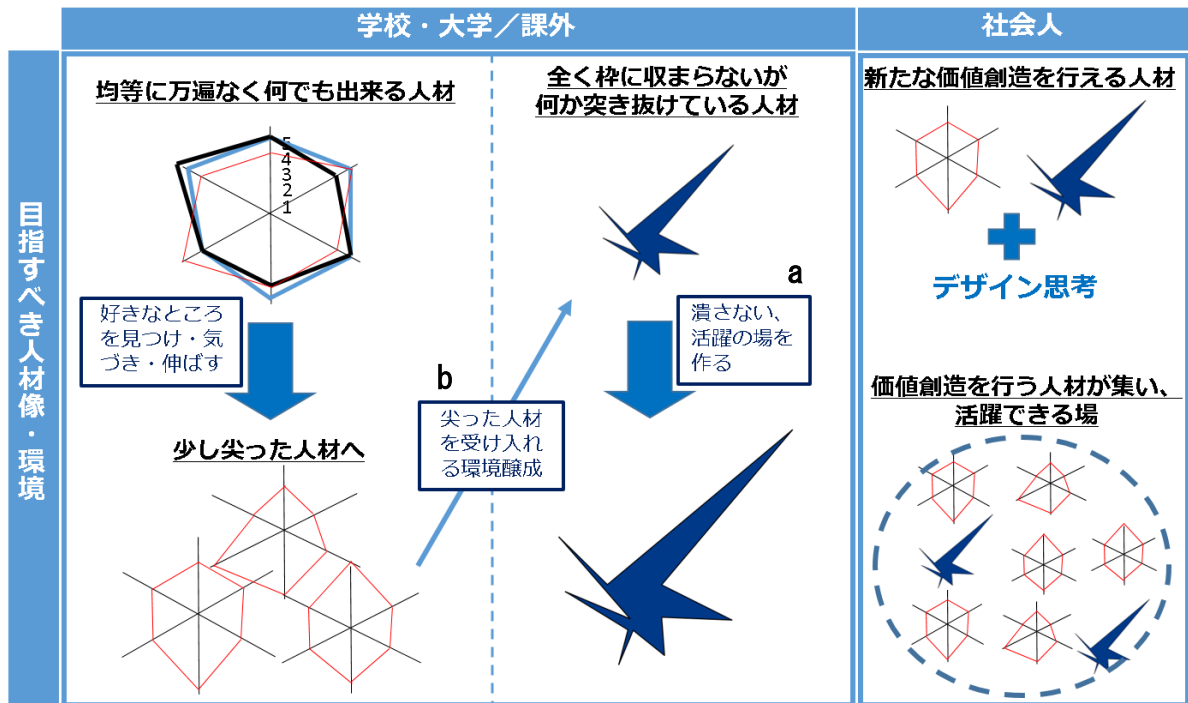 学校・大学／課外
社会人
目指すべき人材像・環境
均等に万遍なく何でも出来る人材
5
4
3
2
1
好きなところ
を見つけ・気
づき・伸ばす
少し尖った人材へ
全く枠に収まらないが
何か突き抜けている人材
a
潰さない、
活躍の場を
作る
b
尖った人材
を受け入れ
る環境醸成
新たな価値創造を行える人材
デザイン思考
価値創造を行う人材が集い、
活躍できる場